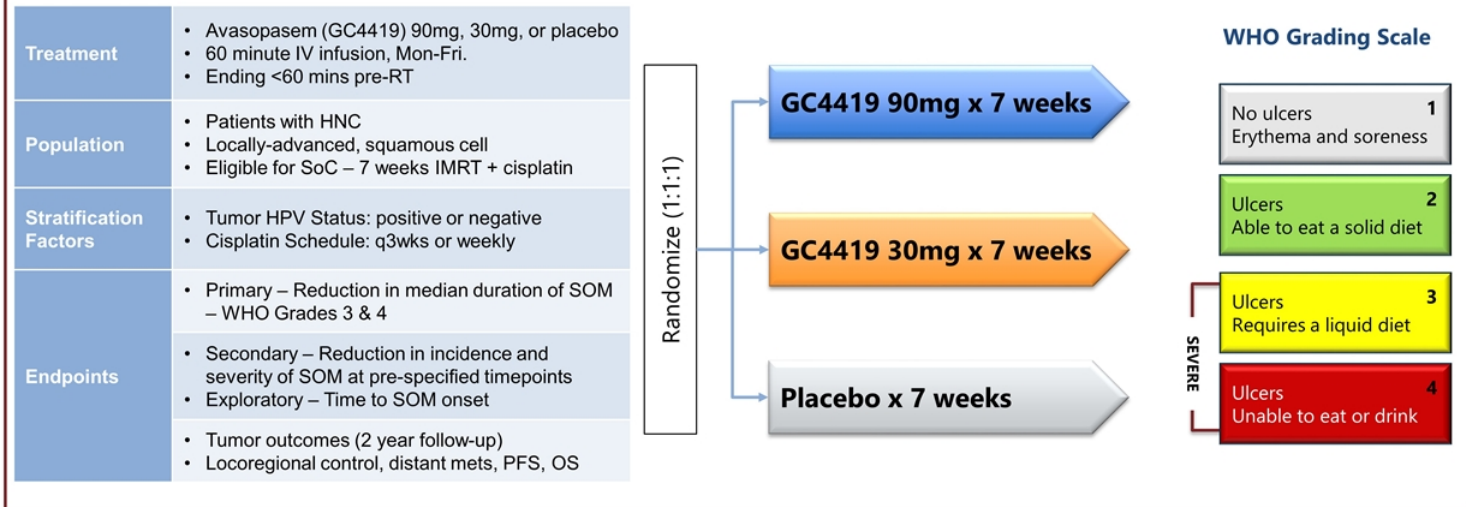 Treatment
• Avasopasem (GC4419) 90mg, 30mg, or placebo
• 60 minute IV infusion, Mon-Fri.
• Ending <60 mins pre-RT
Population
• Patients with HNC
• Locally-advanced, squamous cell
• Eligible for SoC – 7 weeks IMRT + cisplatin
Stratification
Factors
• Tumor HPV Status: positive or negative
• Cisplatin Schedule: q3wks or weekly
Endpoints
• Primary – Reduction in median duration of SOM
– WHO Grades 3 & 4
• Secondary – Reduction in incidence and
severity of SOM at pre-specified timepoints
• Exploratory – Time to SOM onset
• Tumor outcomes (2 year follow-up)
• Locoregional control, distant mets, PFS, OS
Randomize (1:1:1)
GC4419 90mg x 7 weeks
GC4419 30mg x 7 weeks
Placebo x 7 weeks
WHO Grading Scale
No ulcers 1
Erythema and soreness
Ulcers 2
Able to eat a solid diet
SEVERE
Ulcers 3
Requires a liquid diet
Ulcers 4
Unable to eat or drink